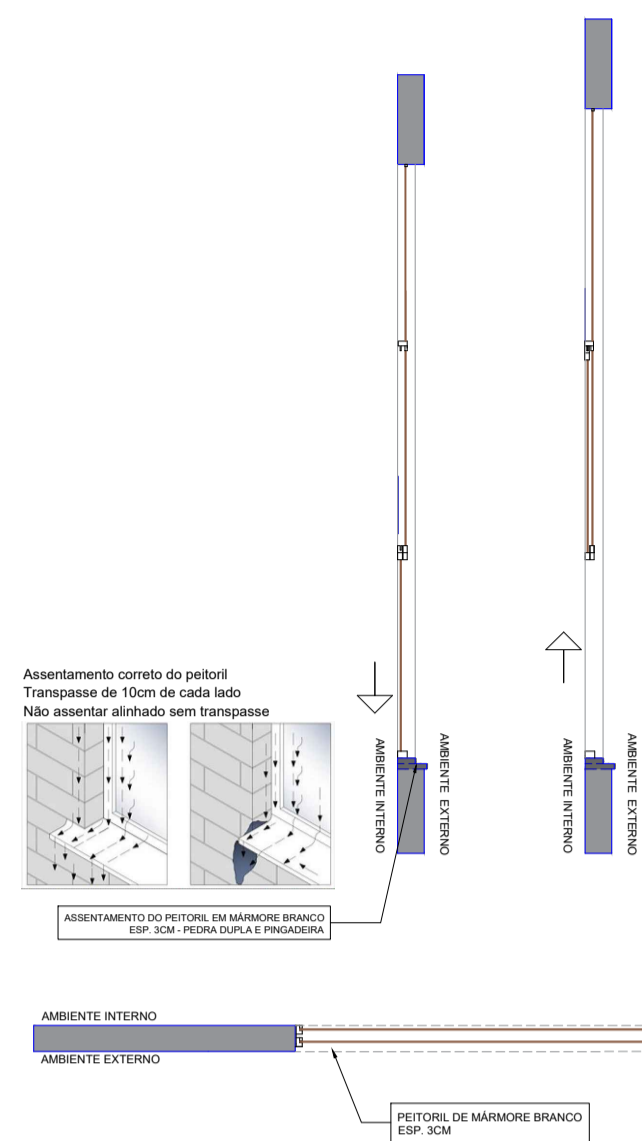 Assentamento correto do peitoril
Transpasse de 10cm de cada lado
Não assentar alinhado sem transpasse
AMBIENTE INTERNO
AMBIENTE EXTERNO
AMBIENTE INTERNO
AMBIENTE EXTERNO
ASSENTAMENTO DO PEITORIL EM MÁRMORE BRANCO
ESP. 3CM - PEDRA DUPLA E PINGADEIRA
AMBIENTE INTERNO
AMBIENTE EXTERNO
PEITORIL DE MÁRMORE BRANCO
ESP. 3CM